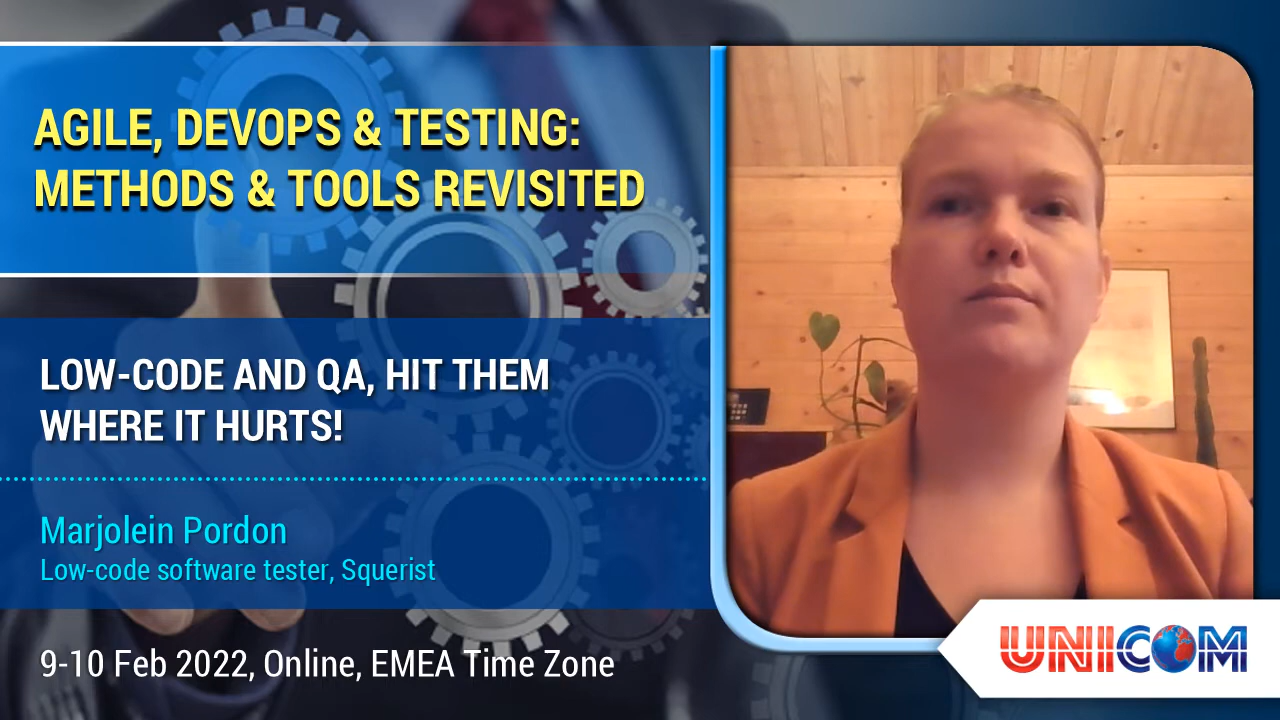 AGILE, DEVOPS & TESTING:
METHODS & TOOLS REVISITED
LOW-CODE AND QA, HIT THEM
WHERE IT HURTS!
Marjolein Pordon
Low-code software tester, Squerist
9-10 Feb 2022, Online, EMEA Time Zone
UNICOM